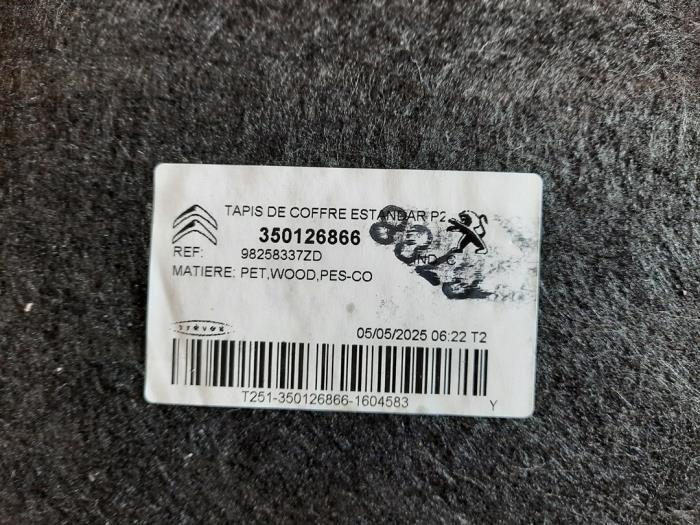 TAPIS DE COFFRE ESTANDAR P2
350126866
REF: 98258337ZD IND C
MATIERE: PET,WOOD,PES-CO
05/05/2025 06:22 T2
T251-350126866-1604583 Y